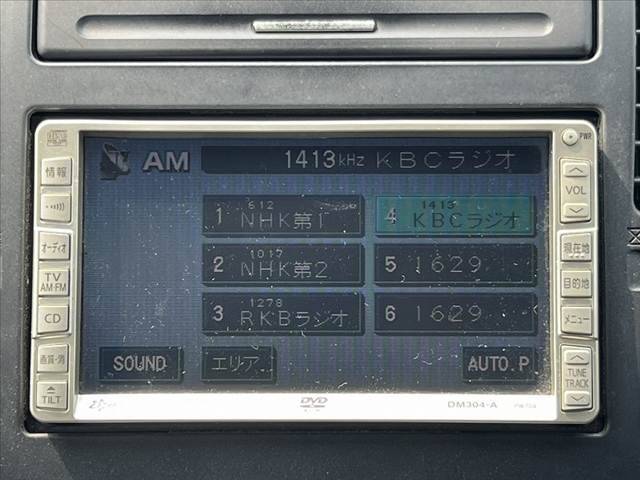 PWR
AM
1413kHz KBCラジオ
612
1 NHK第1
1413
4 KBCラジオ
1017
2 NHK第2
5 1629
1278
3 RKBラジオ
6 1629
SOUND
エリア
AUTO.P
情報
オーディオ
TV
AM・FM
CD
画質・消
TILT
VOL
現在地
目的地
メニュー
TUNE
TRACK
DVD
DM304-A